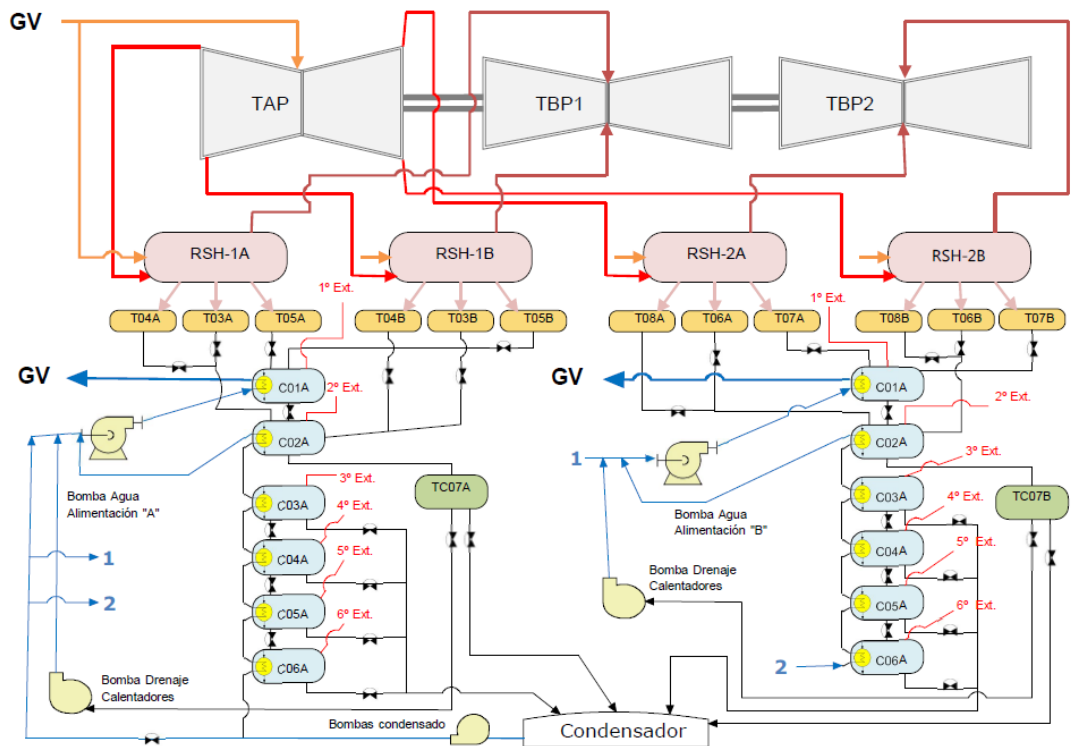 GV
TAP
TBP1
TBP2
RSH-1A
RSH-1B
RSH-2A
RSH-2B
1º Ext.
1º Ext.
T04A
T03A
T05A
T04B
T03B
T05B
T08A
T06A
T07A
T08B
T06B
T07B
GV
C01A
2º Ext.
GV
C01A
2º Ext.
C02A
C02A
Bomba Agua
Alimentación "A"
3º Ext.
C03A
4º Ext.
TC07A
1
Bomba Agua
Alimentación "B"
3º Ext.
C03A
4º Ext.
TC07B
1
C04A
5º Ext.
C04A
5º Ext.
2
C05A
6º Ext.
Bomba Drenaje
Calentadores
C05A
6º Ext.
C06A
2
C06A
Bomba Drenaje
Calentadores
Bombas condensado
Condensador